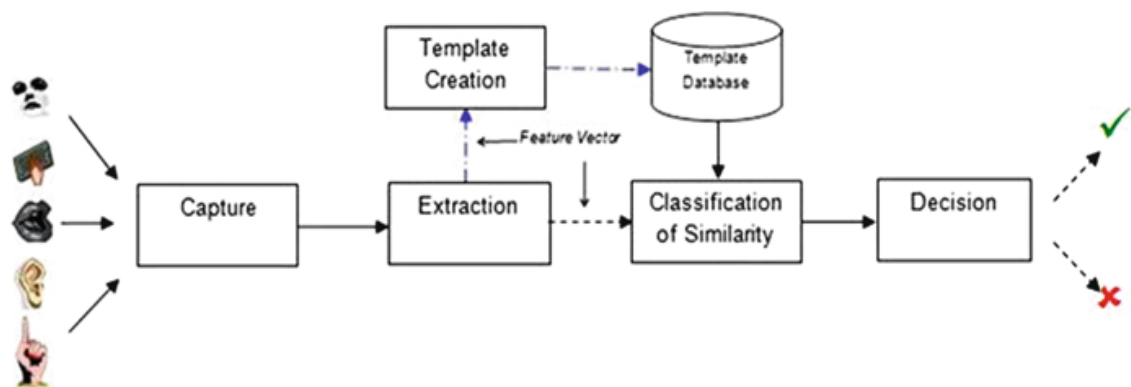 Template
Creation
Template
Database
Feature Vector
Capture
Extraction
Classification
of Similarity
Decision